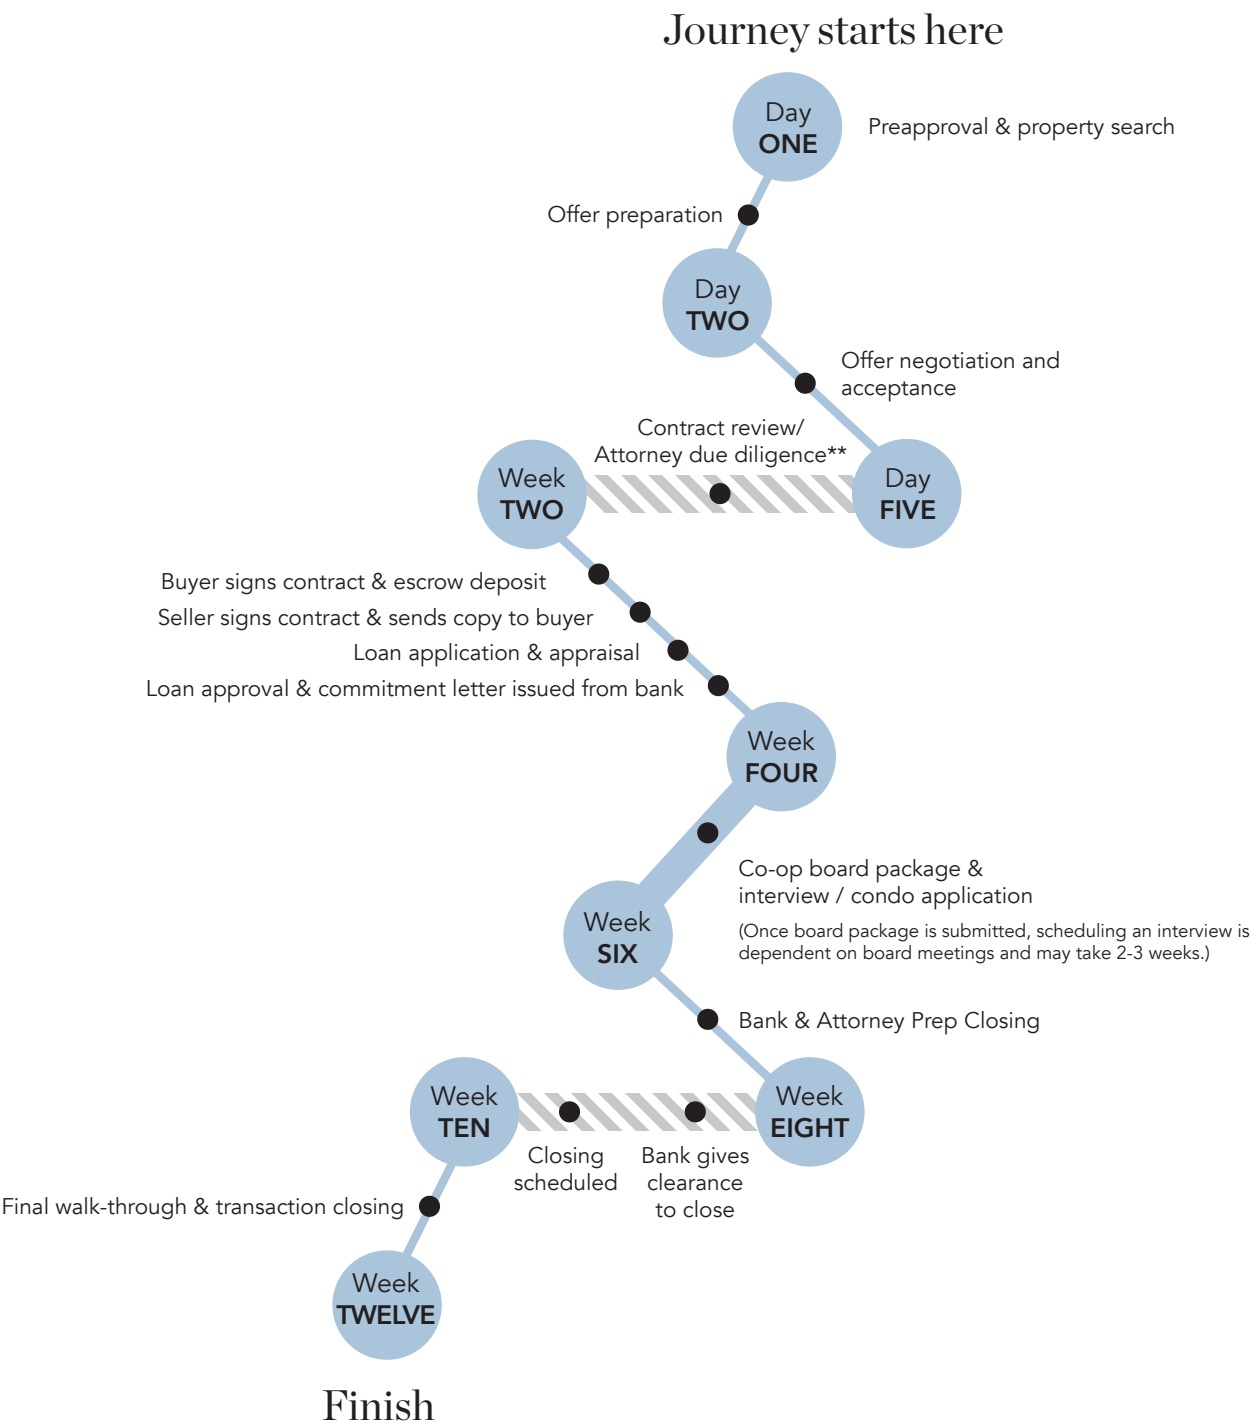 Journey starts here
Day
ONE
Preapproval & property search
Offer preparation
Day
TWO
Offer negotiation and
acceptance
Contract review/
Attorney due diligence**
Day
FIVE
Week
TWO
Buyer signs contract & escrow deposit
Seller signs contract & sends copy to buyer
Loan application & appraisal
Loan approval & commitment letter issued from bank
Week
FOUR
Co-op board package &
interview / condo application
(Once board package is submitted, scheduling an interview is
dependent on board meetings and may take 2-3 weeks.)
Week
SIX
Bank & Attorney Prep Closing
Week
EIGHT
Bank gives
clearance
to close
Closing
scheduled
Week
TEN
Final walk-through & transaction closing
Week
TWELVE
Finish